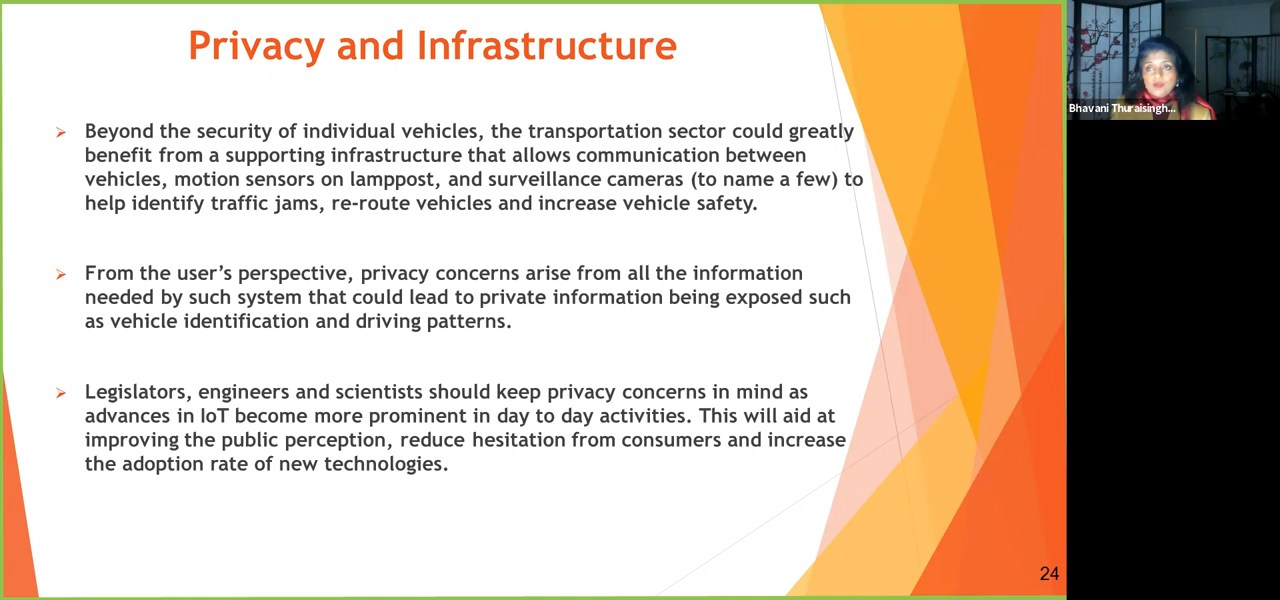 Privacy and Infrastructure
Beyond the security of individual vehicles, the transportation sector could greatly
benefit from a supporting infrastructure that allows communication between
vehicles, motion sensors on lamppost, and surveillance cameras (to name a few) to
help identify traffic jams, re-route vehicles and increase vehicle safety.
From the user’s perspective, privacy concerns arise from all the information
needed by such system that could lead to private information being exposed such
as vehicle identification and driving patterns.
Legislators, engineers and scientists should keep privacy concerns in mind as
advances in IoT become more prominent in day to day activities. This will aid at
improving the public perception, reduce hesitation from consumers and increase
the adoption rate of new technologies.
24
Bhavani Thuraisingh...